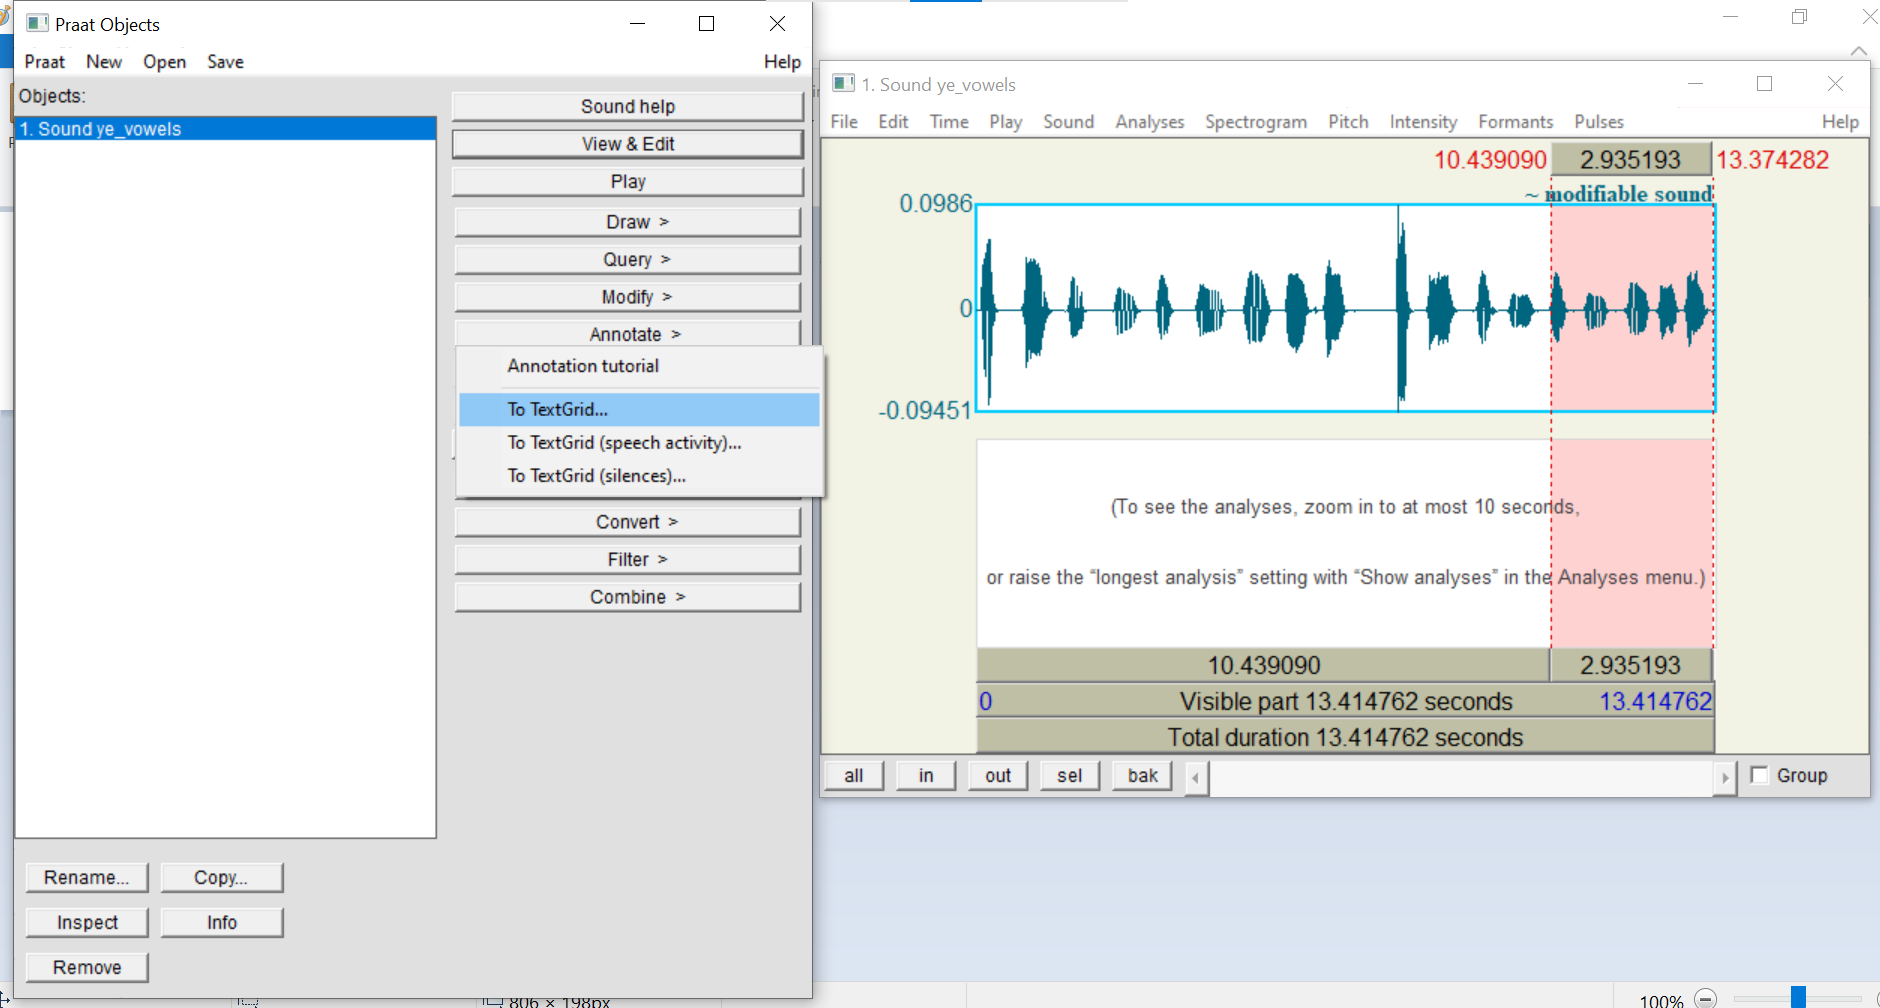 Praat Objects
Praat New Open Save Help
Objects:
1. Sound ye_vowels
Sound help
View & Edit
Play
Draw >
Query >
Modify >
Annotate >
Annotation tutorial
To TextGrid...
To TextGrid (speech activity)...
To TextGrid (silences)...
Convert >
Filter >
Combine >
Rename... Copy...
Inspect Info
Remove
1. Sound ye_vowels
File Edit Time Play Sound Analyses Spectrogram Pitch Intensity Formants Pulses Help
10.439090 2.935193 13.374282
~ modifiable sound
0.0986
0
-0.09451
(To see the analyses, zoom in to at most 10 seconds,
or raise the “longest analysis” setting with “Show analyses” in the Analyses menu.)
10.439090 2.935193
0 Visible part 13.414762 seconds 13.414762
Total duration 13.414762 seconds
all in out sel bak Group
806 × 198px
100%